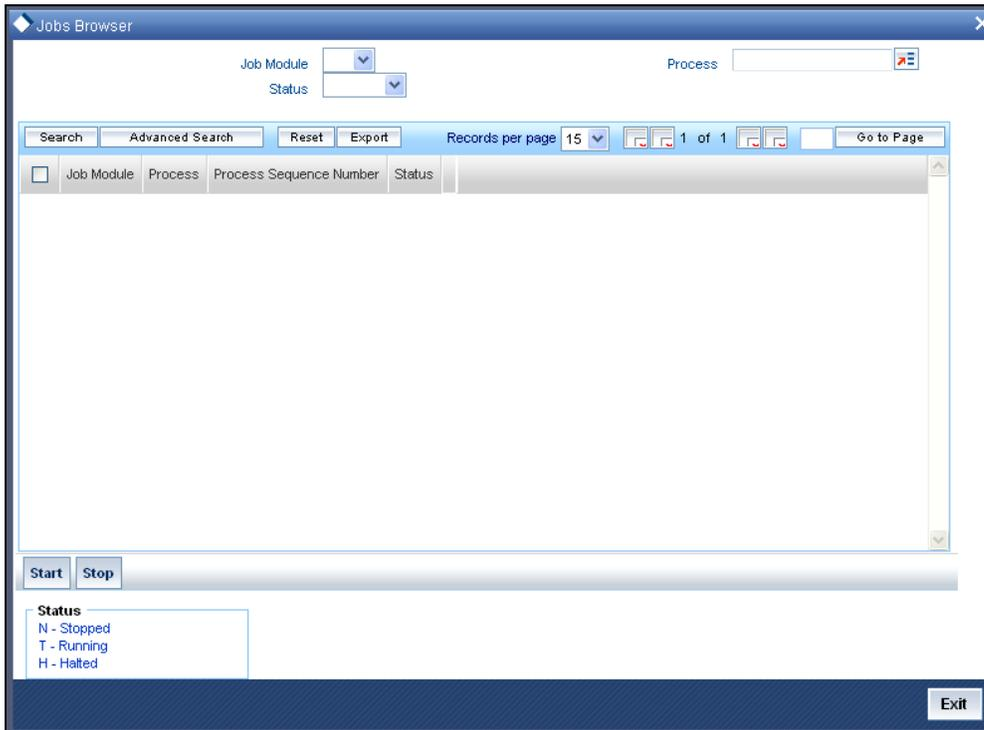 Jobs Browser
Job Module
Process
Status
Search Advanced Search Reset Export Records per page 15 1 of 1 Go to Page
Job Module Process Process Sequence Number Status
Start Stop
Status
N - Stopped
T - Running
H - Halted
Exit